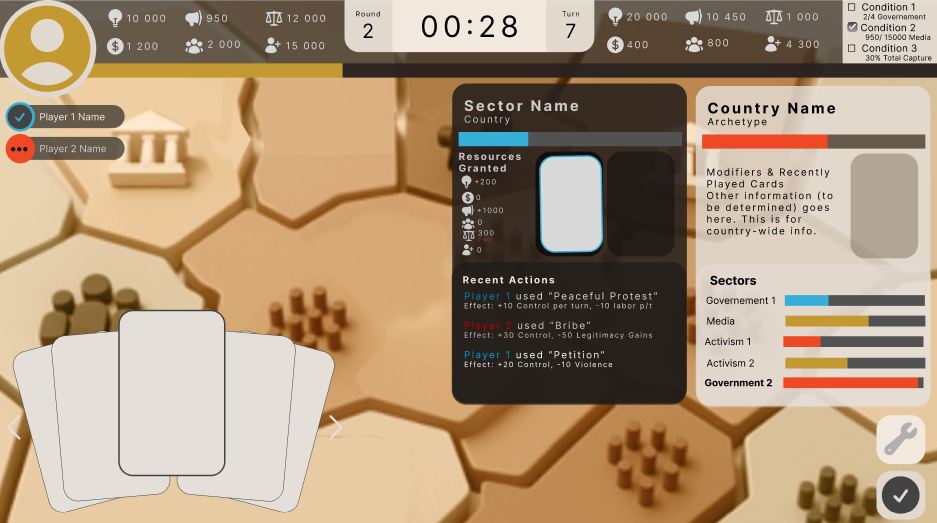 10 000
950
12 000
$ 1 200
2 000
15 000
Round
2
00:28
Turn
7
20 000
10 450
1 000
$ 400
800
4 300
Condition 1
2/4 Governement
Condition 2
950/ 15000 Media
Condition 3
30% Total Capture
Player 1 Name
Player 2 Name
Sector Name
Country
Resources
Granted
+200
$ 0
+1000
0
300
+ 0
Recent Actions
Player 1 used "Peaceful Protest"
Effect: +10 Control per turn, -10 labor p/t
Player 2 used "Bribe"
Effect: +30 Control, -50 Legitimacy Gains
Player 1 used "Petition"
Effect: +20 Control, -10 Violence
Country Name
Archetype
Modifiers & Recently
Played Cards
Other information (to
be determined) goes
here. This is for
country-wide info.
Sectors
Governement 1
Media
Activism 1
Activism 2
Government 2